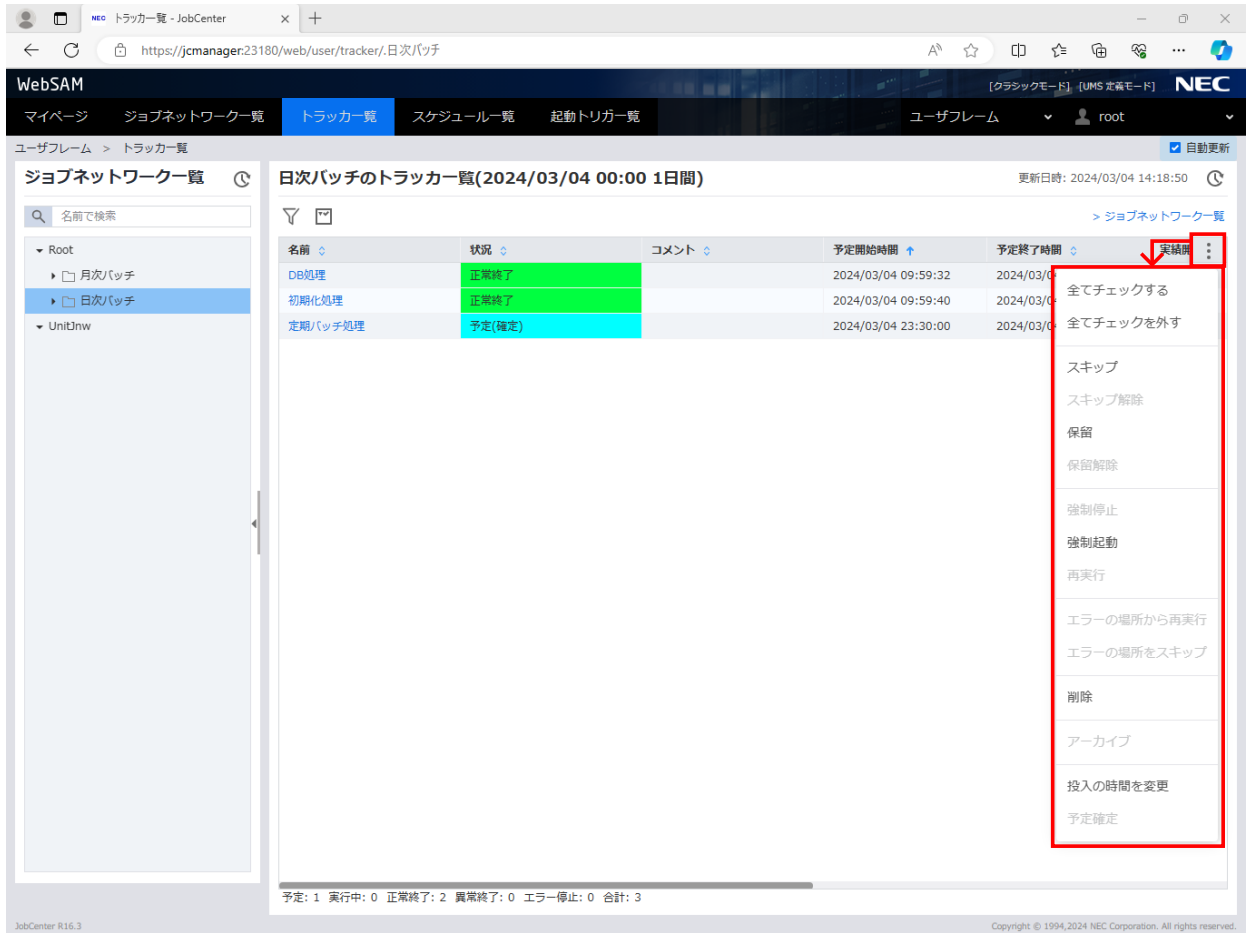 NEC トラッカ一覧 - JobCenter
https://jcmanager:23180/web/user/tracker/.日次バッチ
WebSAM
[クラシックモード] [UMS 定義モード] NEC
マイページ ジョブネットワーク一覧 トラッカ一覧 スケジュール一覧 起動トリガ一覧 ユーザフレーム root
ユーザフレーム > トラッカ一覧 自動更新
ジョブネットワーク一覧
日次バッチのトラッカ一覧(2024/03/04 00:00 1日間) 更新日時: 2024/03/04 14:18:50
名前で検索
> ジョブネットワーク一覧
Root
月次バッチ
日次バッチ
UnitJnw
名前 状況 コメント 予定開始時間 予定終了時間 実績開
DB処理 正常終了 2024/03/04 09:59:32 2024/03/0
初期化処理 正常終了 2024/03/04 09:59:40 2024/03/0
定期バッチ処理 予定(確定) 2024/03/04 23:30:00 2024/03/0
全てチェックする
全てチェックを外す
スキップ
スキップ解除
保留
保留解除
強制停止
強制起動
再実行
エラーの場所から再実行
エラーの場所をスキップ
削除
アーカイブ
投入の時間を変更
予定確定
予定: 1 実行中: 0 正常終了: 2 異常終了: 0 エラー停止: 0 合計: 3
JobCenter R16.3
Copyright © 1994,2024 NEC Corporation. All rights reserved.